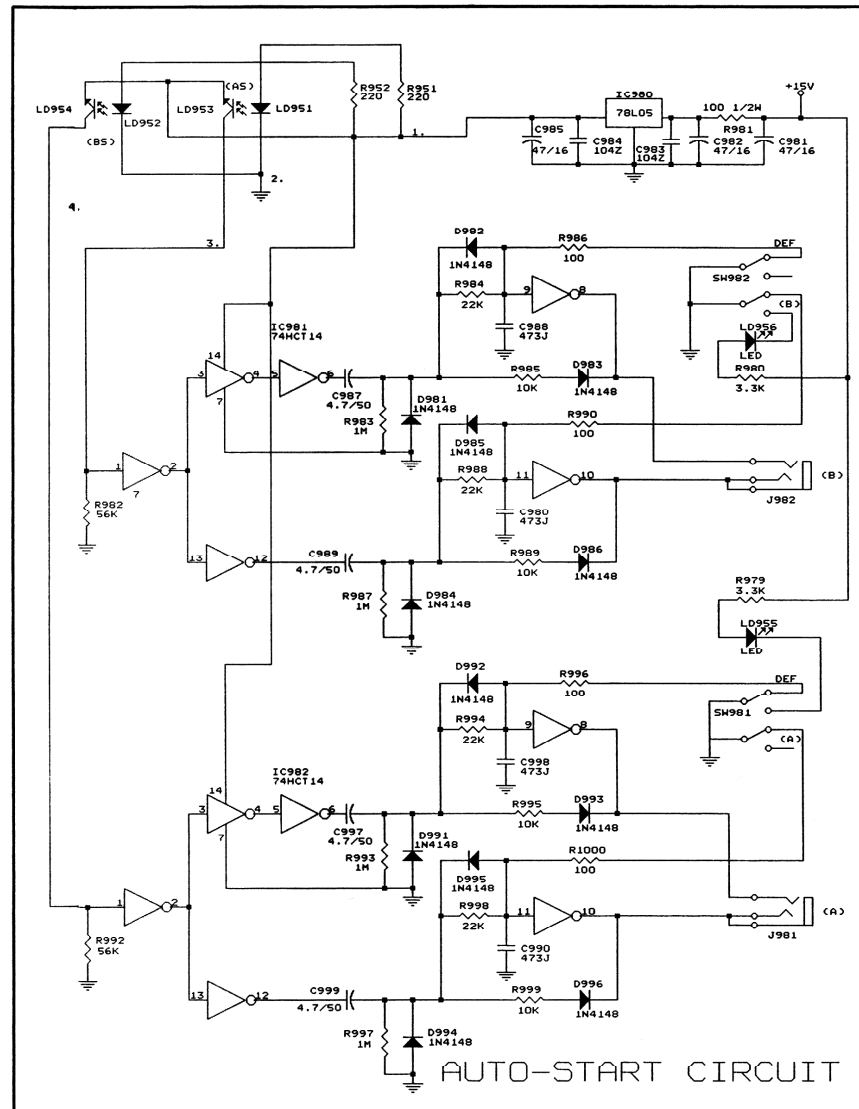 IC980
78L05
+15V
100 1/2W
R981
C985
47/16
C984
104Z
C983
104Z
C982
47/16
C981
47/16
R952
220
R951
220
(AS)
LD954
LD952
LD953
LD951
(BS)
1.
2.
3.
4.
D982
1N4148
R986
100
DEF
SW982
(B)
R984
22K
9
8
C988
473J
LD956
LED
R980
3.3K
IC981
74HCT14
14
3
4
5
6
7
C987
4.7/50
R985
10K
D983
1N4148
R983
1M
D981
1N4148
D985
1N4148
R990
100
R988
22K
11
10
C980
473J
J982
(B)
1
2
7
R982
56K
13
12
C989
4.7/50
R989
10K
D986
1N4148
R987
1M
D984
1N4148
R979
3.3K
LD955
LED
D992
1N4148
R996
100
DEF
SW981
(A)
R994
22K
9
8
C998
473J
IC982
74HCT14
14
3
4
5
6
7
C997
4.7/50
R995
10K
D993
1N4148
R993
1M
D991
1N4148
D995
1N4148
R1000
100
R998
22K
11
10
C990
473J
J981
(A)
1
2
R992
56K
13
12
C999
4.7/50
R999
10K
D996
1N4148
R997
1M
D994
1N4148
AUTO-START CIRCUIT